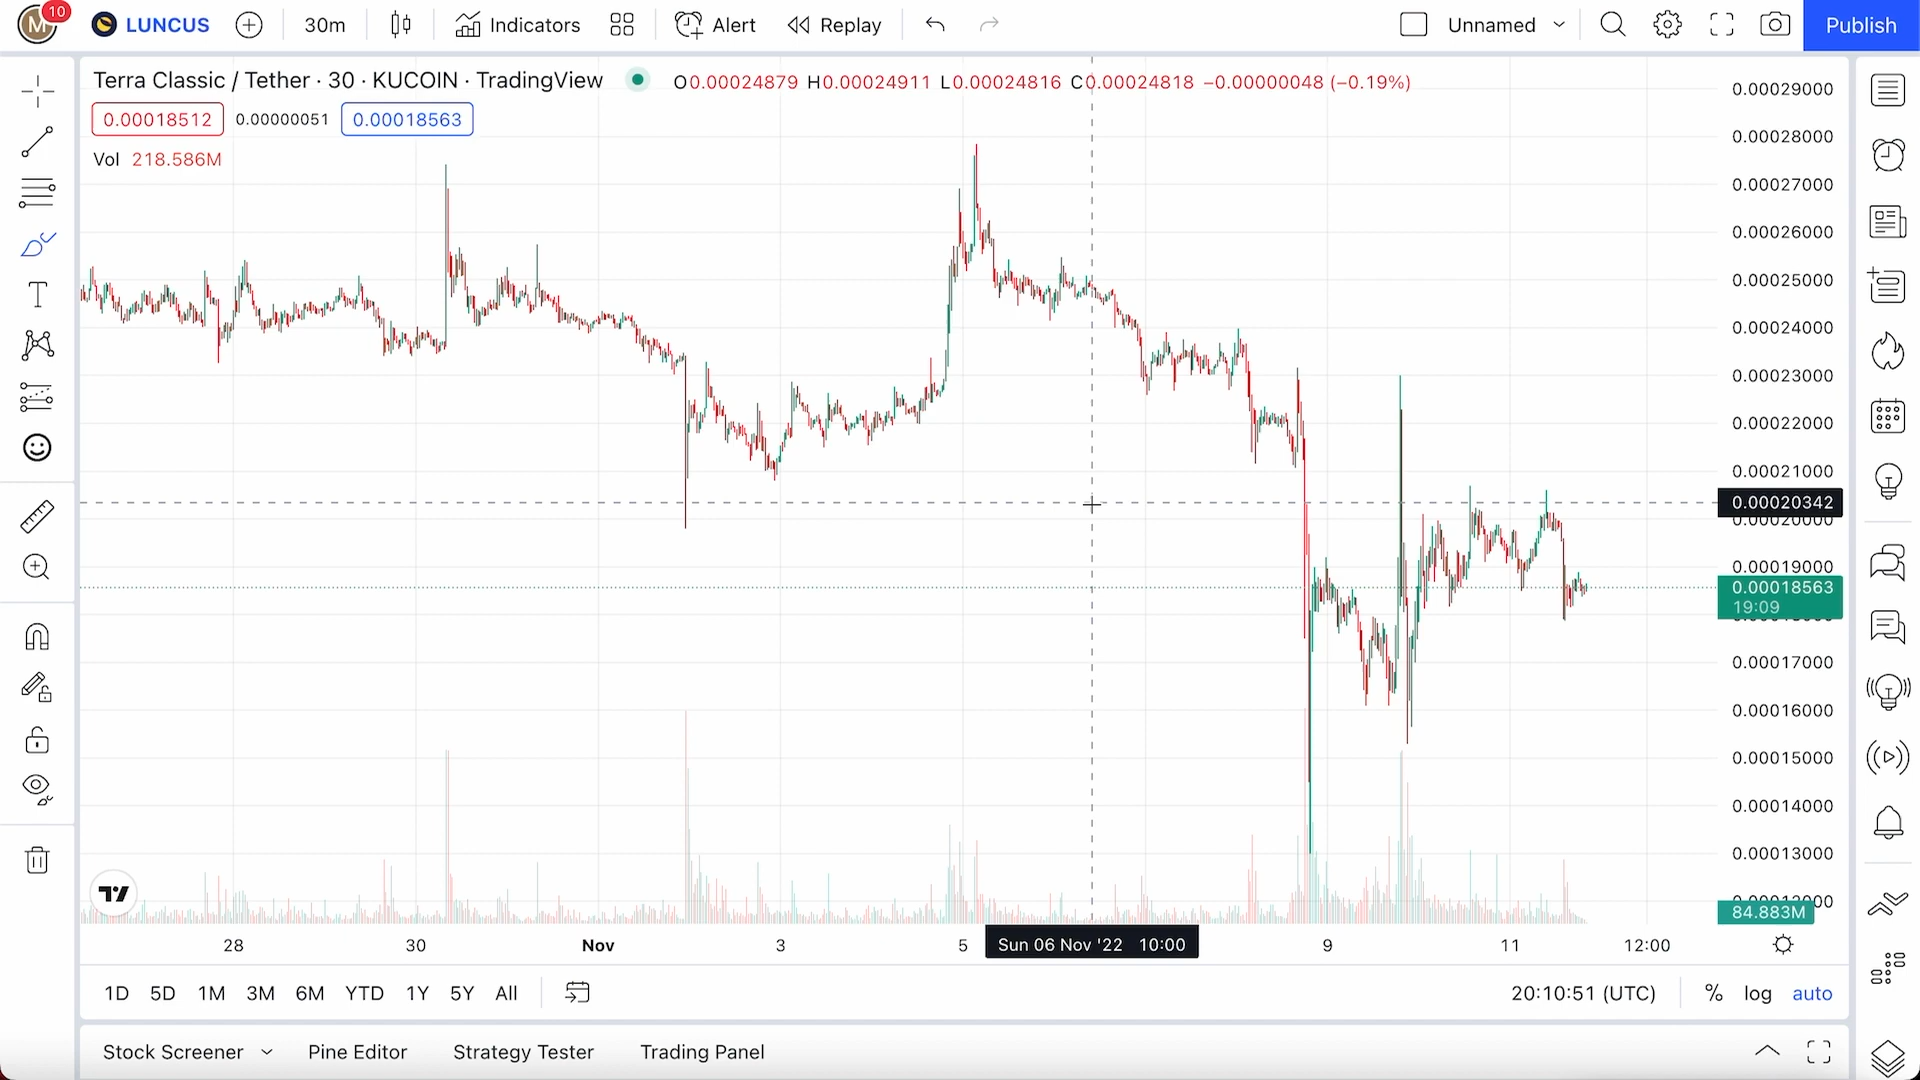 M 10 LUNCUS 30m Indicators Alert Replay Unnamed Publish
Terra Classic / Tether · 30 · KUCOIN · TradingView O0.00024879 H0.00024911 L0.00024816 C0.00024818 −0.00000048 (−0.19%)
0.00018512 0.00000051 0.00018563
Vol 218.586M
0.00029000
0.00028000
0.00027000
0.00026000
0.00025000
0.00024000
0.00023000
0.00022000
0.00021000
0.00020342
0.00020000
0.00019000
0.00018563
19:09
0.00017000
0.00016000
0.00015000
0.00014000
0.00013000
84.883M
28 30 Nov 3 5 Sun 06 Nov '22 10:00 9 11 12:00
1D 5D 1M 3M 6M YTD 1Y 5Y All 20:10:51 (UTC) % log auto
Stock Screener Pine Editor Strategy Tester Trading Panel